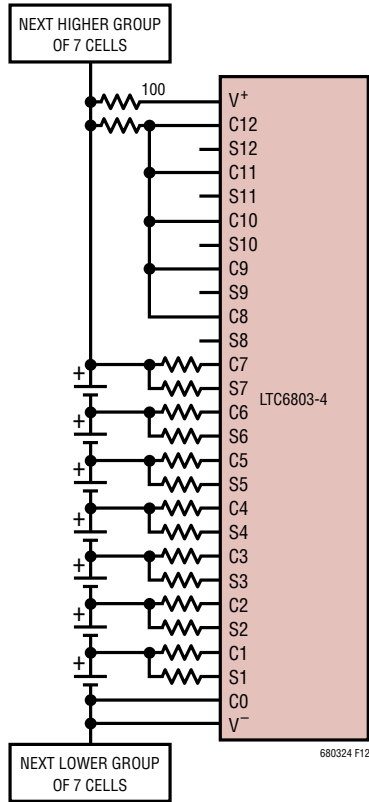 NEXT HIGHER GROUP
OF 7 CELLS
100
V+
C12
S12
C11
S11
C10
S10
C9
S9
C8
S8
C7
S7
C6
S6
C5
S5
C4
S4
C3
S3
C2
S2
C1
S1
C0
V−
LTC6803-4
+
+
+
+
+
+
+
NEXT LOWER GROUP
OF 7 CELLS
680324 F12